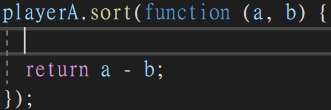 playerA.sort(function (a, b) {
return a - b;
});